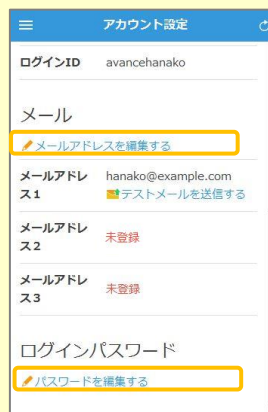 アカウント設定
ログインID avancehanako
メール
メールアドレスを編集する
メールアドレ hanako@example.com
ス1 テストメールを送信する
メールアドレ
ス2 未登録
メールアドレ
ス3 未登録
ログインパスワード
パスワードを編集する